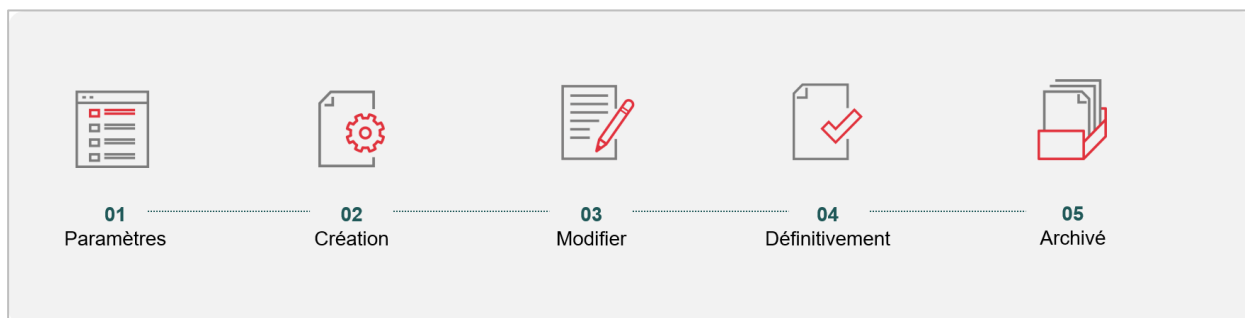 01
Paramètres
02
Création
03
Modifier
04
Définitivement
05
Archivé